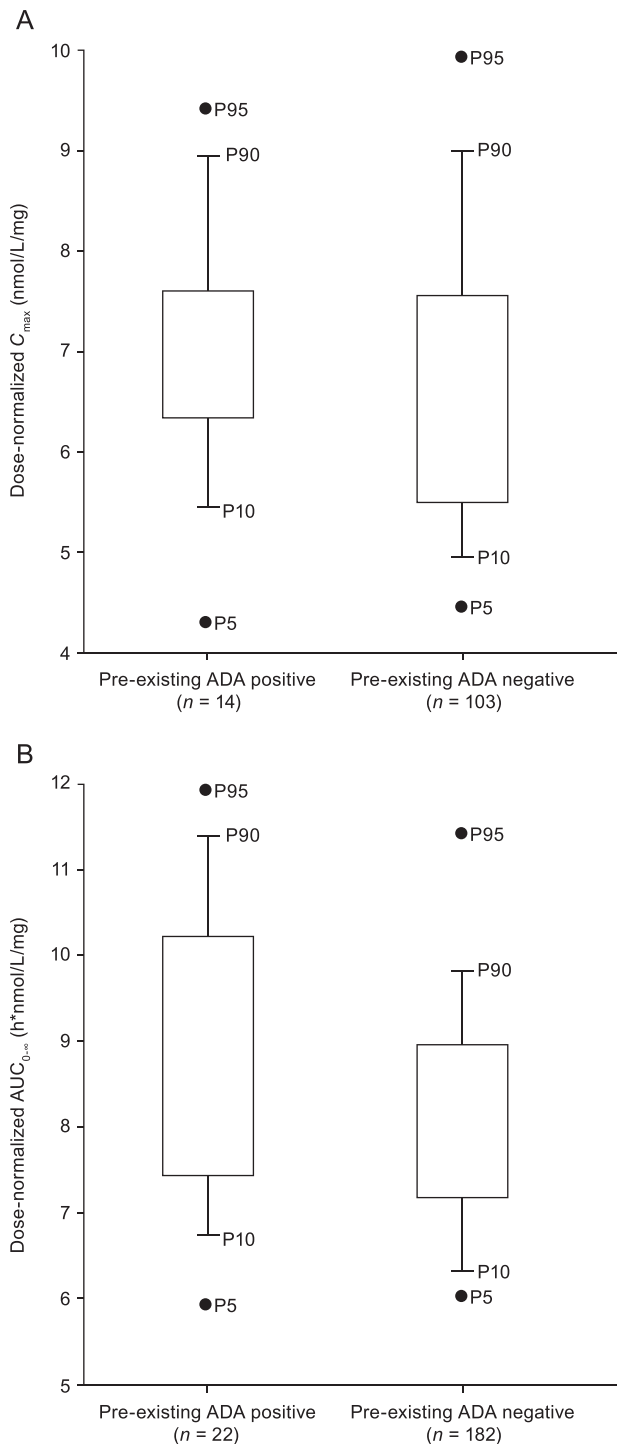 A
Dose-normalized Cmax (nmol/L/mg)
10
9
8
7
6
5
4
P95
P90
P10
P5
P95
P90
P10
P5
Pre-existing ADA positive
(n = 14)
Pre-existing ADA negative
(n = 103)
B
Dose-normalized AUC0-∞ (h*nmol/L/mg)
12
11
10
9
8
7
6
5
P95
P90
P10
P5
P95
P90
P10
P5
Pre-existing ADA positive
(n = 22)
Pre-existing ADA negative
(n = 182)